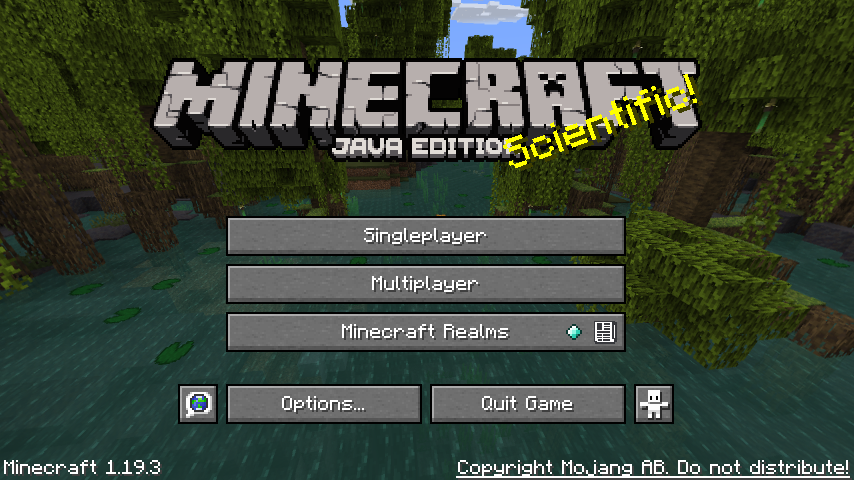 MINECRAFT
JAVA EDITION
Scientific!
Singleplayer
Multiplayer
Minecraft Realms
Options...
Quit Game
Minecraft 1.19.3
Copyright Mojang AB. Do not distribute!